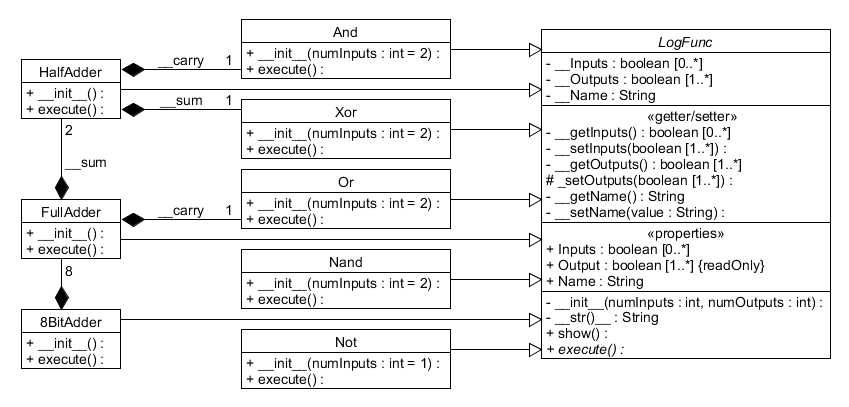 HalfAdder
+ __init__() :
+ execute() :
__carry
1
__sum
1
2
__sum
FullAdder
+ __init__() :
+ execute() :
__carry
1
8
8BitAdder
+ __init__() :
+ execute() :
And
+ __init__(numInputs : int = 2) :
+ execute() :
Xor
+ __init__(numInputs : int = 2) :
+ execute() :
Or
+ __init__(numInputs : int = 2) :
+ execute() :
Nand
+ __init__(numInputs : int = 2) :
+ execute() :
Not
+ __init__(numInputs : int = 1) :
+ execute() :
LogFunc
- __Inputs : boolean [0..*]
- __Outputs : boolean [1..*]
- __Name : String
«getter/setter»
- __getInputs() : boolean [0..*]
- __setInputs(boolean [1..*]) :
- __getOutputs() : boolean [1..*]
# _setOutputs(boolean [1..*]) :
- __getName() : String
- __setName(value : String) :
«properties»
+ Inputs : boolean [0..*]
+ Output : boolean [1..*] {readOnly}
+ Name : String
- __init__(numInputs : int, numOutputs : int) :
- __str()__ : String
+ show() :
+ execute() :